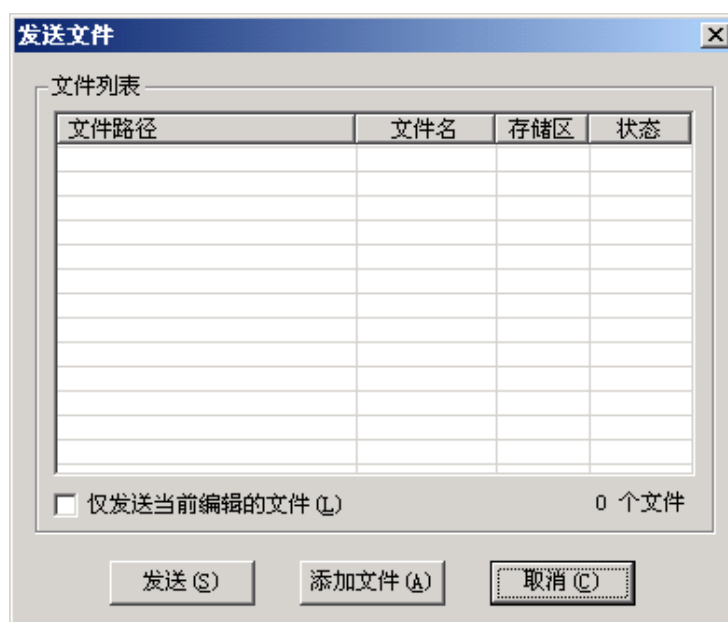 发送文件
文件列表
文件路径 文件名 存储区 状态
仅发送当前编辑的文件(L) 0 个文件
发送(S) 添加文件(A) 取消(C)